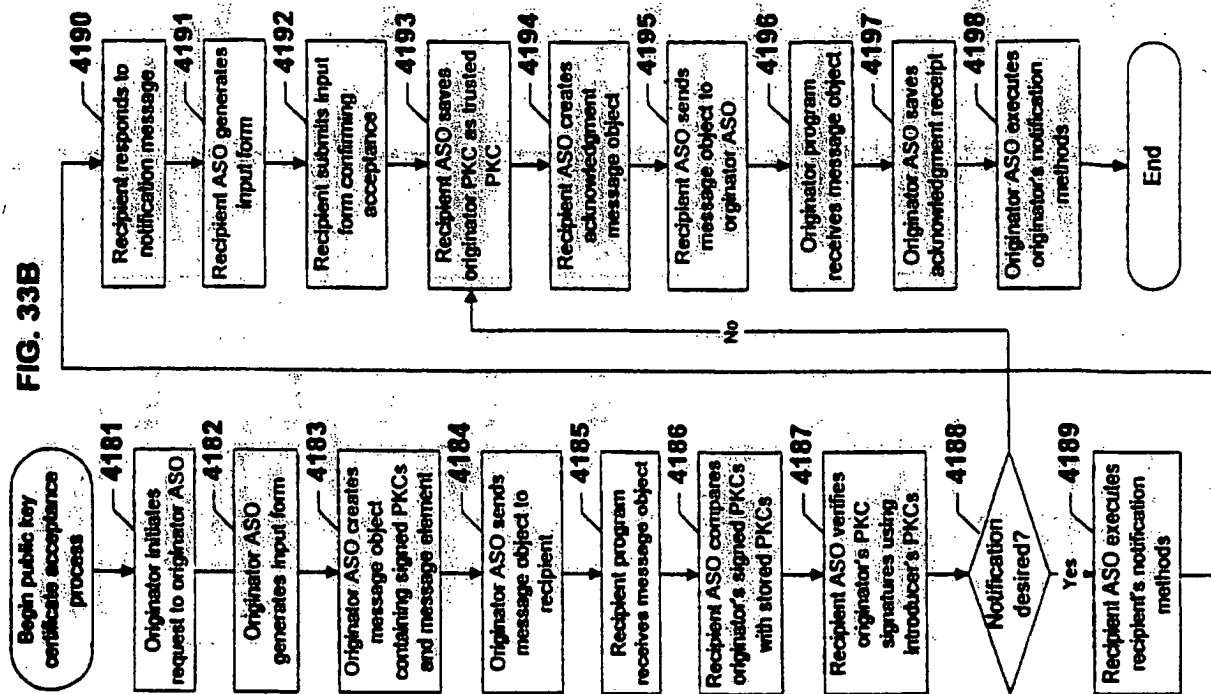 FIG. 33B
Begin public key
certificate acceptance
process
4181
Originator initiates
request to originator ASO
4182
Originator ASO
generates input form
4183
Originator ASO creates
message object
containing signed PKCs
and message element
4184
Originator ASO sends
message object to
recipient
4185
Recipient program
receives message object
4186
Recipient ASO compares
originator's signed PKCs
with stored PKCs
4187
Recipient ASO verifies
originator's PKC
signatures using
introducer's PKCs
4188
Notification
desired?
No
Yes
4189
Recipient ASO executes
recipient's notification
methods
4190
Recipient responds to
notification message
4191
Recipient ASO generates
input form
4192
Recipient submits input
form confirming
acceptance
4193
Recipient ASO saves
originator PKC as trusted
PKC
4194
Recipient ASO creates
acknowledgment
message object
4195
Recipient ASO sends
message object to
orginator ASO
4196
Originator program
receives message object
4197
Originator ASO saves
acknowledgment receipt
4198
Originator ASO executes
originator's notification
methods
End